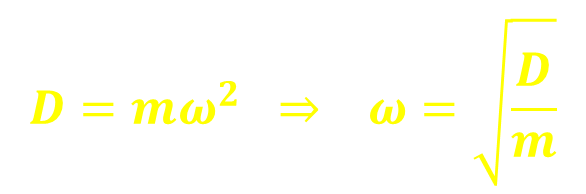 D = mω² ⇒ ω = √(D/m)